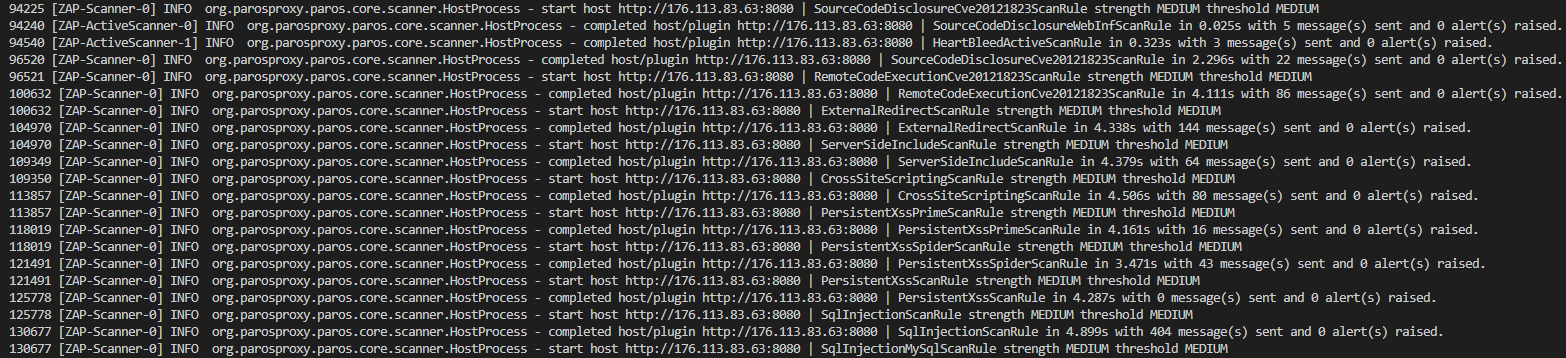 94225 [ZAP-Scanner-0] INFO  org.parosproxy.paros.core.scanner.HostProcess - start host http://176.113.83.63:8080 | SourceCodeDisclosureCve20121823ScanRule strength MEDIUM threshold MEDIUM
94240 [ZAP-ActiveScanner-0] INFO  org.parosproxy.paros.core.scanner.HostProcess - completed host/plugin http://176.113.83.63:8080 | SourceCodeDisclosureWebInfScanRule in 0.025s with 5 message(s) sent and 0 alert(s) raised.
94540 [ZAP-ActiveScanner-1] INFO  org.parosproxy.paros.core.scanner.HostProcess - completed host/plugin http://176.113.83.63:8080 | HeartBleedActiveScanRule in 0.323s with 3 message(s) sent and 0 alert(s) raised.
96520 [ZAP-Scanner-0] INFO  org.parosproxy.paros.core.scanner.HostProcess - completed host/plugin http://176.113.83.63:8080 | SourceCodeDisclosureCve20121823ScanRule in 2.296s with 22 message(s) sent and 0 alert(s) raised.
96521 [ZAP-Scanner-0] INFO  org.parosproxy.paros.core.scanner.HostProcess - start host http://176.113.83.63:8080 | RemoteCodeExecutionCve20121823ScanRule strength MEDIUM threshold MEDIUM
100632 [ZAP-Scanner-0] INFO  org.parosproxy.paros.core.scanner.HostProcess - completed host/plugin http://176.113.83.63:8080 | RemoteCodeExecutionCve20121823ScanRule in 4.111s with 86 message(s) sent and 0 alert(s) raised.
100632 [ZAP-Scanner-0] INFO  org.parosproxy.paros.core.scanner.HostProcess - start host http://176.113.83.63:8080 | ExternalRedirectScanRule strength MEDIUM threshold MEDIUM
104970 [ZAP-Scanner-0] INFO  org.parosproxy.paros.core.scanner.HostProcess - completed host/plugin http://176.113.83.63:8080 | ExternalRedirectScanRule in 4.338s with 144 message(s) sent and 0 alert(s) raised.
104970 [ZAP-Scanner-0] INFO  org.parosproxy.paros.core.scanner.HostProcess - start host http://176.113.83.63:8080 | ServerSideIncludeScanRule strength MEDIUM threshold MEDIUM
109349 [ZAP-Scanner-0] INFO  org.parosproxy.paros.core.scanner.HostProcess - completed host/plugin http://176.113.83.63:8080 | ServerSideIncludeScanRule in 4.379s with 64 message(s) sent and 0 alert(s) raised.
109350 [ZAP-Scanner-0] INFO  org.parosproxy.paros.core.scanner.HostProcess - start host http://176.113.83.63:8080 | CrossSiteScriptingScanRule strength MEDIUM threshold MEDIUM
113857 [ZAP-Scanner-0] INFO  org.parosproxy.paros.core.scanner.HostProcess - completed host/plugin http://176.113.83.63:8080 | CrossSiteScriptingScanRule in 4.506s with 80 message(s) sent and 0 alert(s) raised.
113857 [ZAP-Scanner-0] INFO  org.parosproxy.paros.core.scanner.HostProcess - start host http://176.113.83.63:8080 | PersistentXssPrimeScanRule strength MEDIUM threshold MEDIUM
118019 [ZAP-Scanner-0] INFO  org.parosproxy.paros.core.scanner.HostProcess - completed host/plugin http://176.113.83.63:8080 | PersistentXssPrimeScanRule in 4.161s with 16 message(s) sent and 0 alert(s) raised.
118019 [ZAP-Scanner-0] INFO  org.parosproxy.paros.core.scanner.HostProcess - start host http://176.113.83.63:8080 | PersistentXssSpiderScanRule strength MEDIUM threshold MEDIUM
121491 [ZAP-Scanner-0] INFO  org.parosproxy.paros.core.scanner.HostProcess - completed host/plugin http://176.113.83.63:8080 | PersistentXssSpiderScanRule in 3.471s with 43 message(s) sent and 0 alert(s) raised.
121491 [ZAP-Scanner-0] INFO  org.parosproxy.paros.core.scanner.HostProcess - start host http://176.113.83.63:8080 | PersistentXssScanRule strength MEDIUM threshold MEDIUM
125778 [ZAP-Scanner-0] INFO  org.parosproxy.paros.core.scanner.HostProcess - completed host/plugin http://176.113.83.63:8080 | PersistentXssScanRule in 4.287s with 0 message(s) sent and 0 alert(s) raised.
125778 [ZAP-Scanner-0] INFO  org.parosproxy.paros.core.scanner.HostProcess - start host http://176.113.83.63:8080 | SqlInjectionScanRule strength MEDIUM threshold MEDIUM
130677 [ZAP-Scanner-0] INFO  org.parosproxy.paros.core.scanner.HostProcess - completed host/plugin http://176.113.83.63:8080 | SqlInjectionScanRule in 4.899s with 404 message(s) sent and 0 alert(s) raised.
130677 [ZAP-Scanner-0] INFO  org.parosproxy.paros.core.scanner.HostProcess - start host http://176.113.83.63:8080 | SqlInjectionMySqlScanRule strength MEDIUM threshold MEDIUM